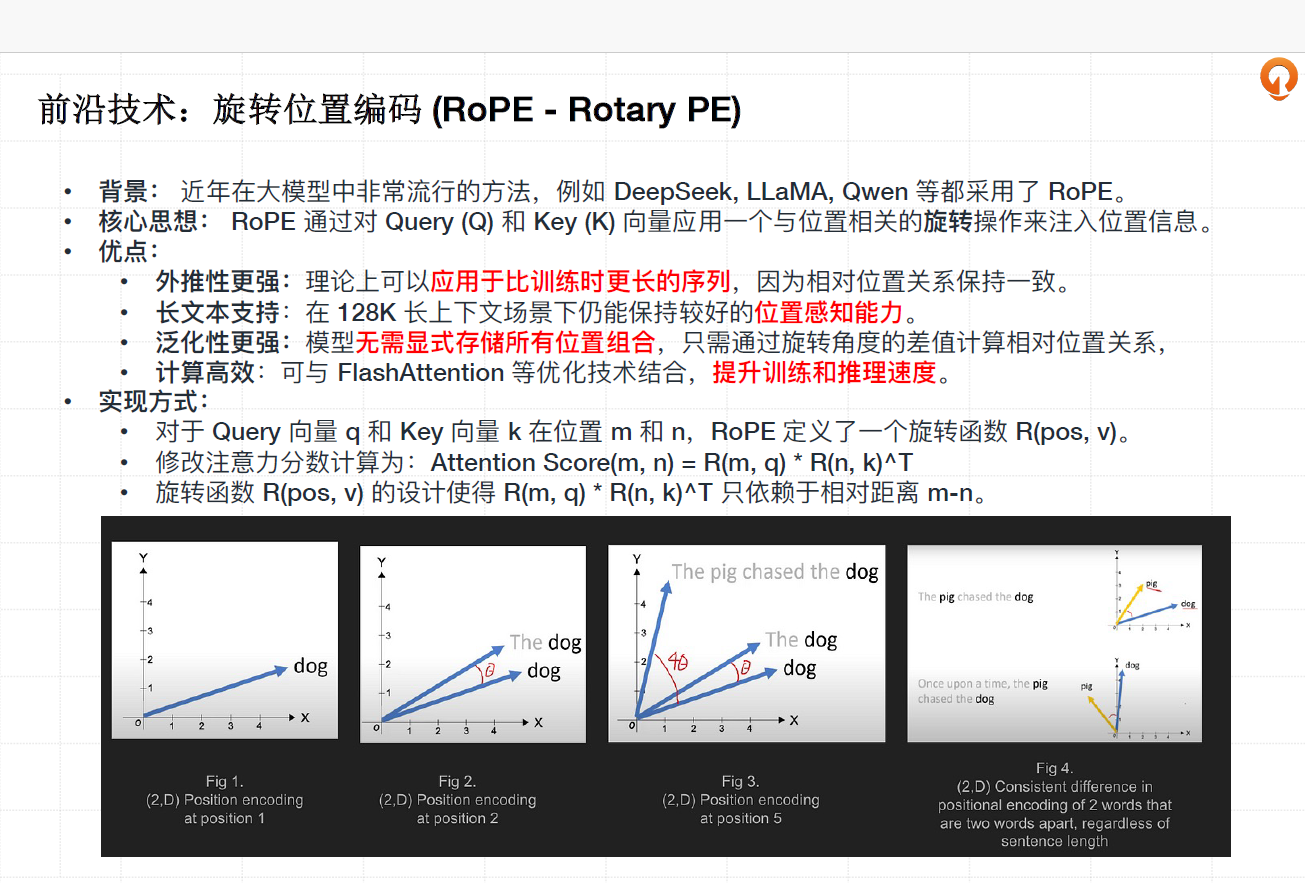 前沿技术：旋转位置编码 (RoPE - Rotary PE)
• 背景： 近年在大模型中非常流行的方法，例如 DeepSeek, LLaMA, Qwen 等都采用了 RoPE。
• 核心思想： RoPE 通过对 Query (Q) 和 Key (K) 向量应用一个与位置相关的旋转操作来注入位置信息。
• 优点：
• 外推性更强：理论上可以应用于比训练时更长的序列，因为相对位置关系保持一致。
• 长文本支持：在 128K 长上下文场景下仍能保持较好的位置感知能力。
• 泛化性更强：模型无需显式存储所有位置组合，只需通过旋转角度的差值计算相对位置关系，
• 计算高效：可与 FlashAttention 等优化技术结合，提升训练和推理速度。
• 实现方式：
• 对于 Query 向量 q 和 Key 向量 k 在位置 m 和 n，RoPE 定义了一个旋转函数 R(pos, v)。
• 修改注意力分数计算为：Attention Score(m, n) = R(m, q) * R(n, k)^T
• 旋转函数 R(pos, v) 的设计使得 R(m, q) * R(n, k)^T 只依赖于相对距离 m-n。
Y
4
3
2
1
0 1 2 3 4 X
dog
Fig 1.
(2,D) Position encoding
at position 1
Y
4
3
2
1
0 1 2 3 4 X
The dog
θ
dog
Fig 2.
(2,D) Position encoding
at position 2
Y
The pig chased the dog
4
3
2
1
0 1 2 3 4 X
4θ
The dog
θ
dog
Fig 3.
(2,D) Position encoding
at position 5
The pig chased the dog
Y
pig
dog
X
Once upon a time, the pig
chased the dog
Y
dog
pig
X
Fig 4.
(2,D) Consistent difference in
positional encoding of 2 words that
are two words apart, regardless of
sentence length